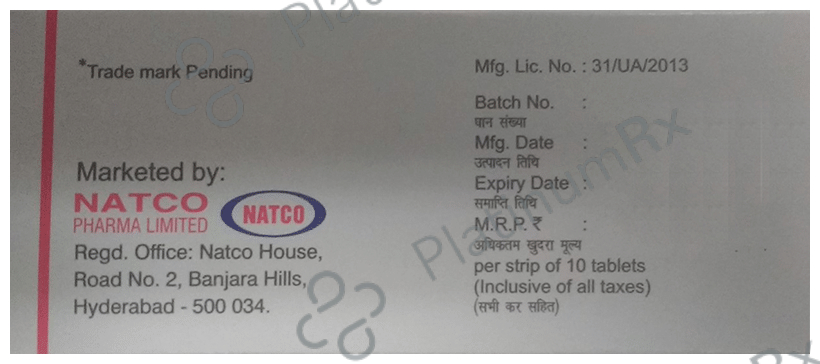 *Trade mark Pending
Marketed by:
NATCO
PHARMA LIMITED
NATCO
Regd. Office: Natco House,
Road No. 2, Banjara Hills,
Hyderabad - 500 034.
Mfg. Lic. No. : 31/UA/2013
Batch No. :
घान संख्या
Mfg. Date :
उत्पादन तिथि
Expiry Date :
समाप्ति तिथि
M.R.P. ₹ :
अधिकतम खुदरा मूल्य
per strip of 10 tablets
(Inclusive of all taxes)
(सभी कर सहित)
PlatinumRx